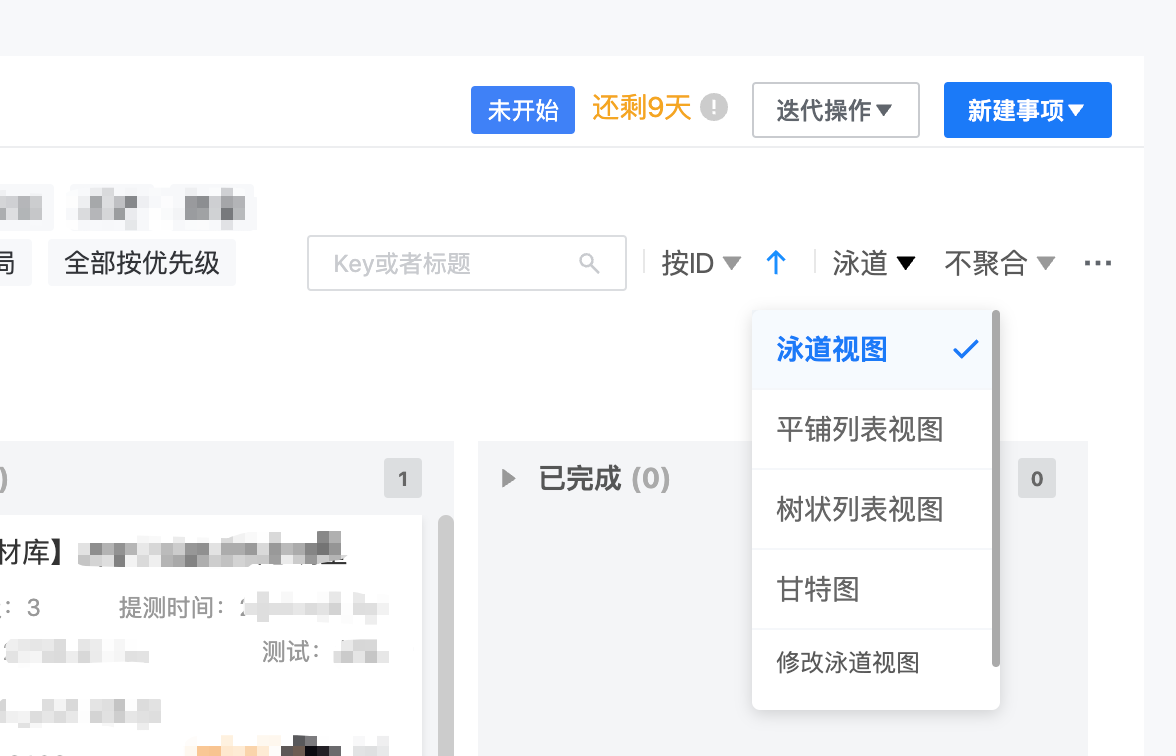 未开始 还剩9天 迭代操作 新建事项
局 全部按优先级 Key或者标题 按ID 泳道 不聚合 ...
泳道视图
平铺列表视图
树状列表视图
甘特图
修改泳道视图
) 1
已完成 (0) 0
材库】
: 3 提测时间:
测试: